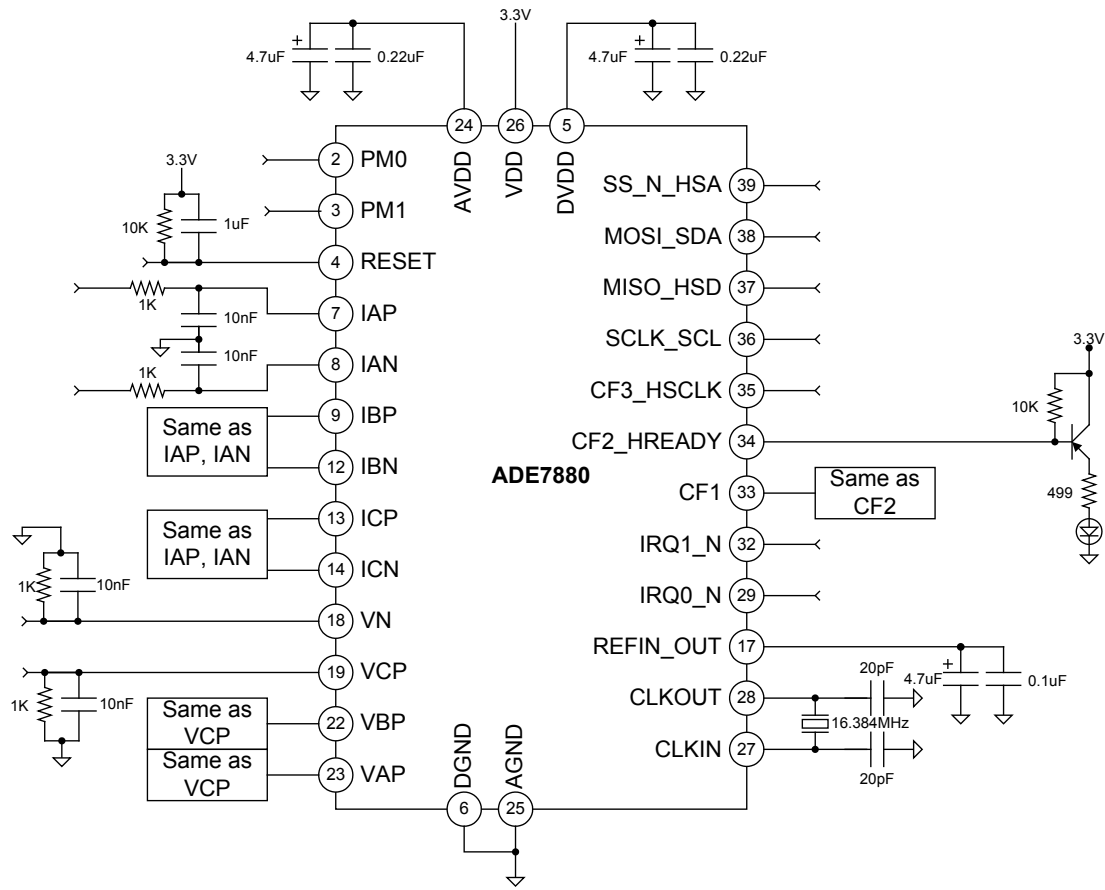 3.3V
4.7uF
+
0.22uF
4.7uF
+
0.22uF
24
26
5
AVDD
VDD
DVDD
2
PM0
3
PM1
3.3V
10K
1uF
4
RESET
1K
10nF
7
IAP
10nF
1K
8
IAN
Same as
IAP, IAN
9
IBP
12
IBN
Same as
IAP, IAN
13
ICP
14
ICN
1K
10nF
18
VN
19
VCP
1K
10nF
Same as
VCP
22
VBP
Same as
VCP
23
VAP
ADE7880
SS_N_HSA
39
MOSI_SDA
38
MISO_HSD
37
SCLK_SCL
36
CF3_HSCLK
35
CF2_HREADY
34
3.3V
10K
499
CF1
33
Same as
CF2
IRQ1_N
32
IRQ0_N
29
REFIN_OUT
17
+
4.7uF
0.1uF
CLKOUT
28
20pF
16.384MHz
CLKIN
27
20pF
DGND
AGND
6
25